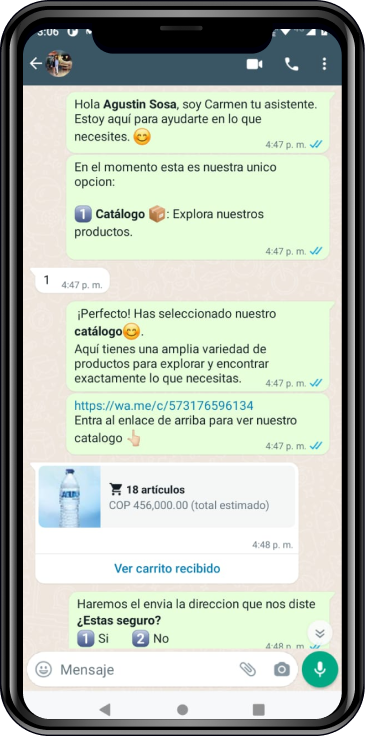 3:06
Hola Agustin Sosa, soy Carmen tu asistente.
Estoy aquí para ayudarte en lo que
necesites. 😊
4:47 p. m.
En el momento esta es nuestra unico
opcion:
1️⃣ Catálogo 📦: Explora nuestros
productos.
4:47 p. m.
1 4:47 p. m.
¡Perfecto! Has seleccionado nuestro
catálogo😊.
Aquí tienes una amplia variedad de
productos para explorar y encontrar
exactamente lo que necesitas. 4:47 p. m.
https://wa.me/c/573176596134
Entra al enlace de arriba para ver nuestro
catalogo 👆🏻
4:47 p. m.
18 artículos
COP 456,000.00 (total estimado)
4:48 p. m.
Ver carrito recibido
Haremos el envia la direccion que nos diste
¿Estas seguro?
1️⃣ Si 2️⃣ No
4:48 p. m.
Mensaje